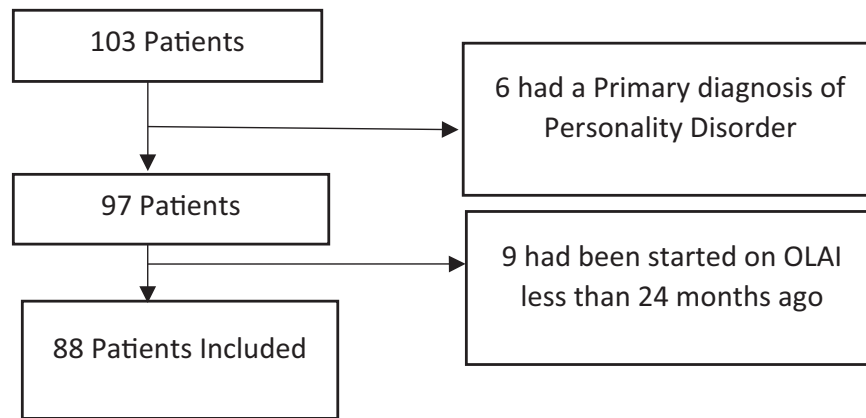 103 Patients
6 had a Primary diagnosis of
Personality Disorder
97 Patients
9 had been started on OLAI
less than 24 months ago
88 Patients Included